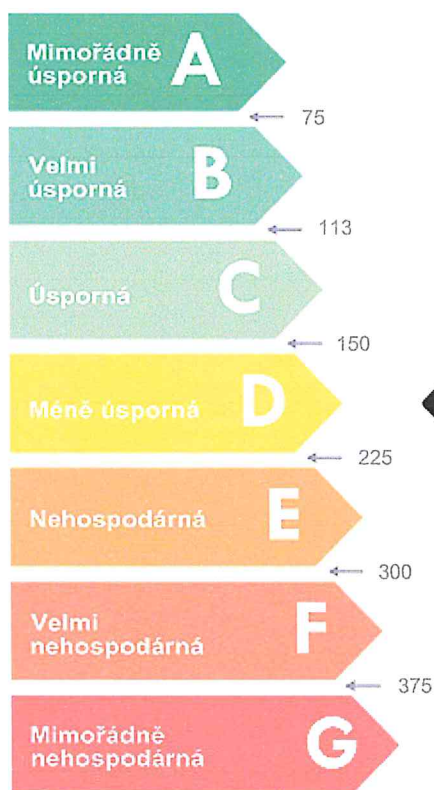 Mimořádně
úsporná
A
75
Velmi
úsporná
B
113
Úsporná
C
150
Méně úsporná
D
225
Nehospodárná
E
300
Velmi
nehospodárná
F
375
Mimořádně
nehospodárná
G